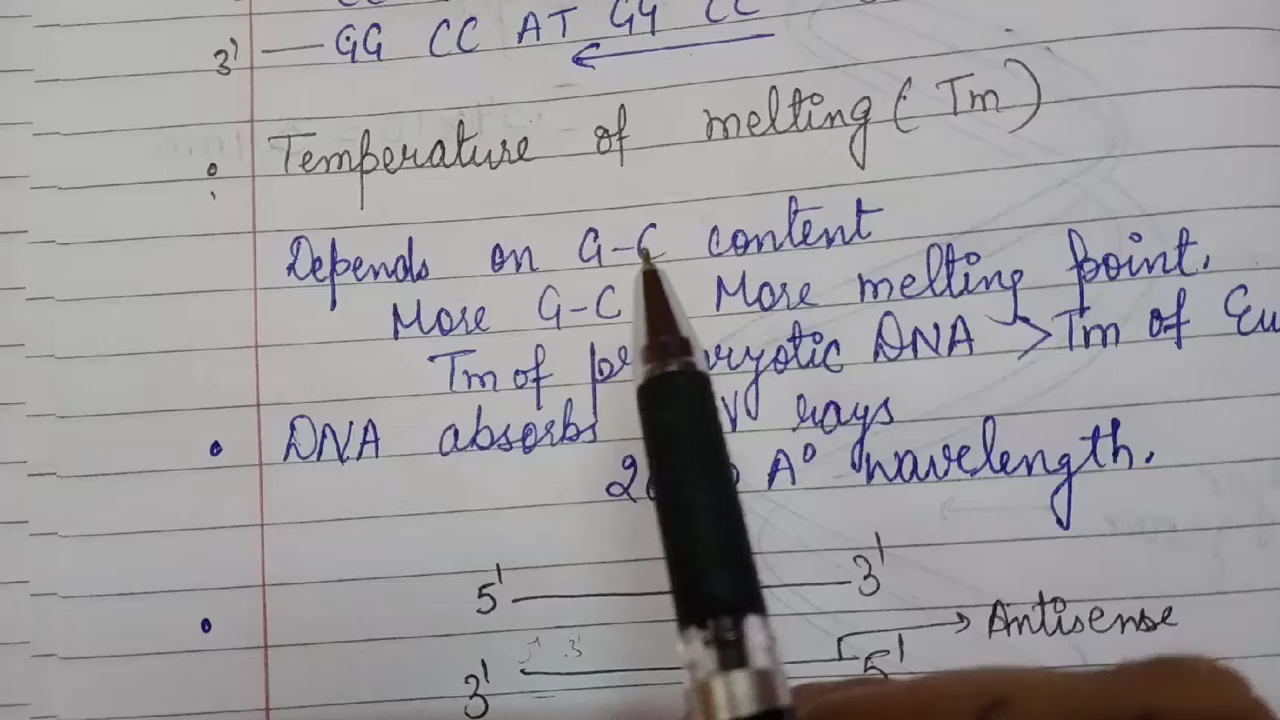 3' — GG CC AT GG CC
Temperature of melting (Tm)
Depends on G-C content
More G-C More melting point.
Tm of DNA > Tm of Eu
DNA absorbs rays
A° wavelength.
5' 3'
Antisense
3' 5'